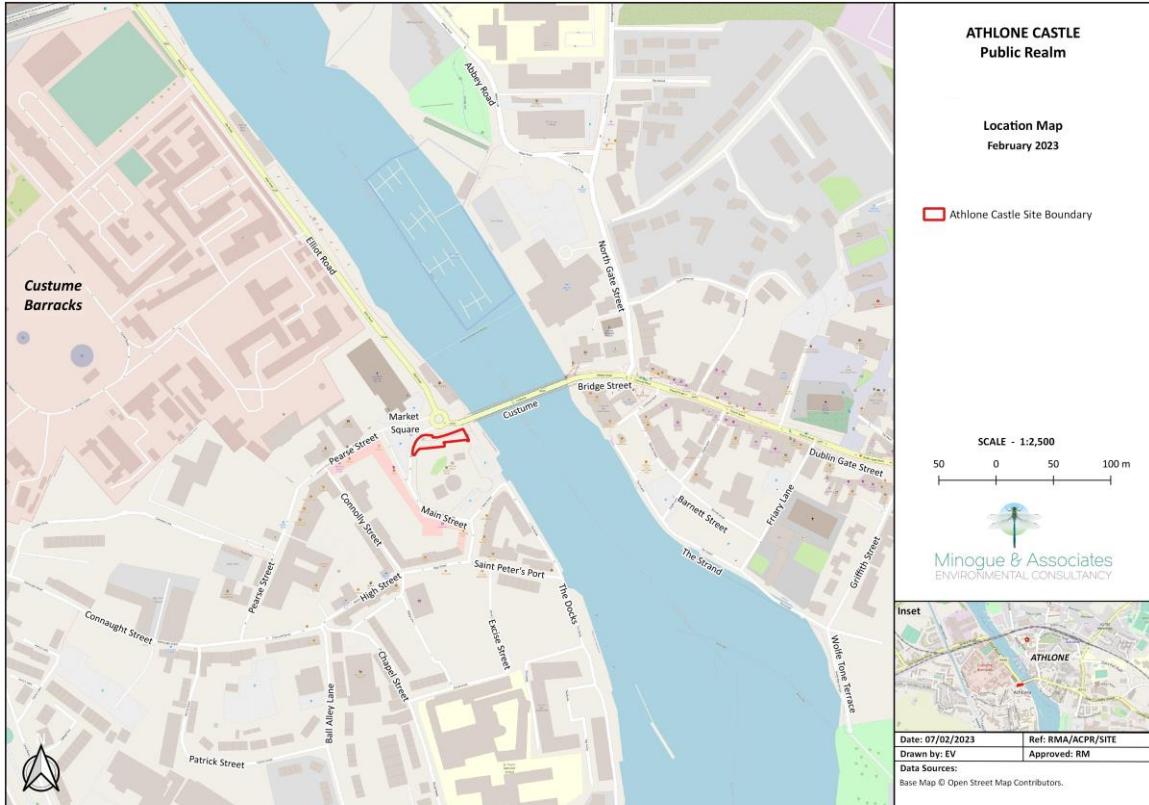 ATHLONE CASTLE
Public Realm
Location Map
February 2023
Athlone Castle Site Boundary
SCALE - 1:2,500
50 0 50 100 m
Minogue & Associates
ENVIRONMENTAL CONSULTANCY
Inset
ATHLONE
Date: 07/02/2023
Ref: RMA/ACPR/SITE
Drawn by: EV
Approved: RM
Data Sources:
Base Map © Open Street Map Contributors.
Abbey Road
Elliot Road
North Gate Street
Custume
Barracks
Bridge Street
Custume
Market
Square
Pearse Street
Dublin Gate Street
Connolly Street
Main Street
Barnett Street
Friary Lane
The Strand
Griffith Street
Saint Peter's Port
High Street
The Docks
Pearse Street
Connaught Street
Excise Street
Chapel Street
Ball Alley Lane
Wolfe Tone Terrace
Patrick Street